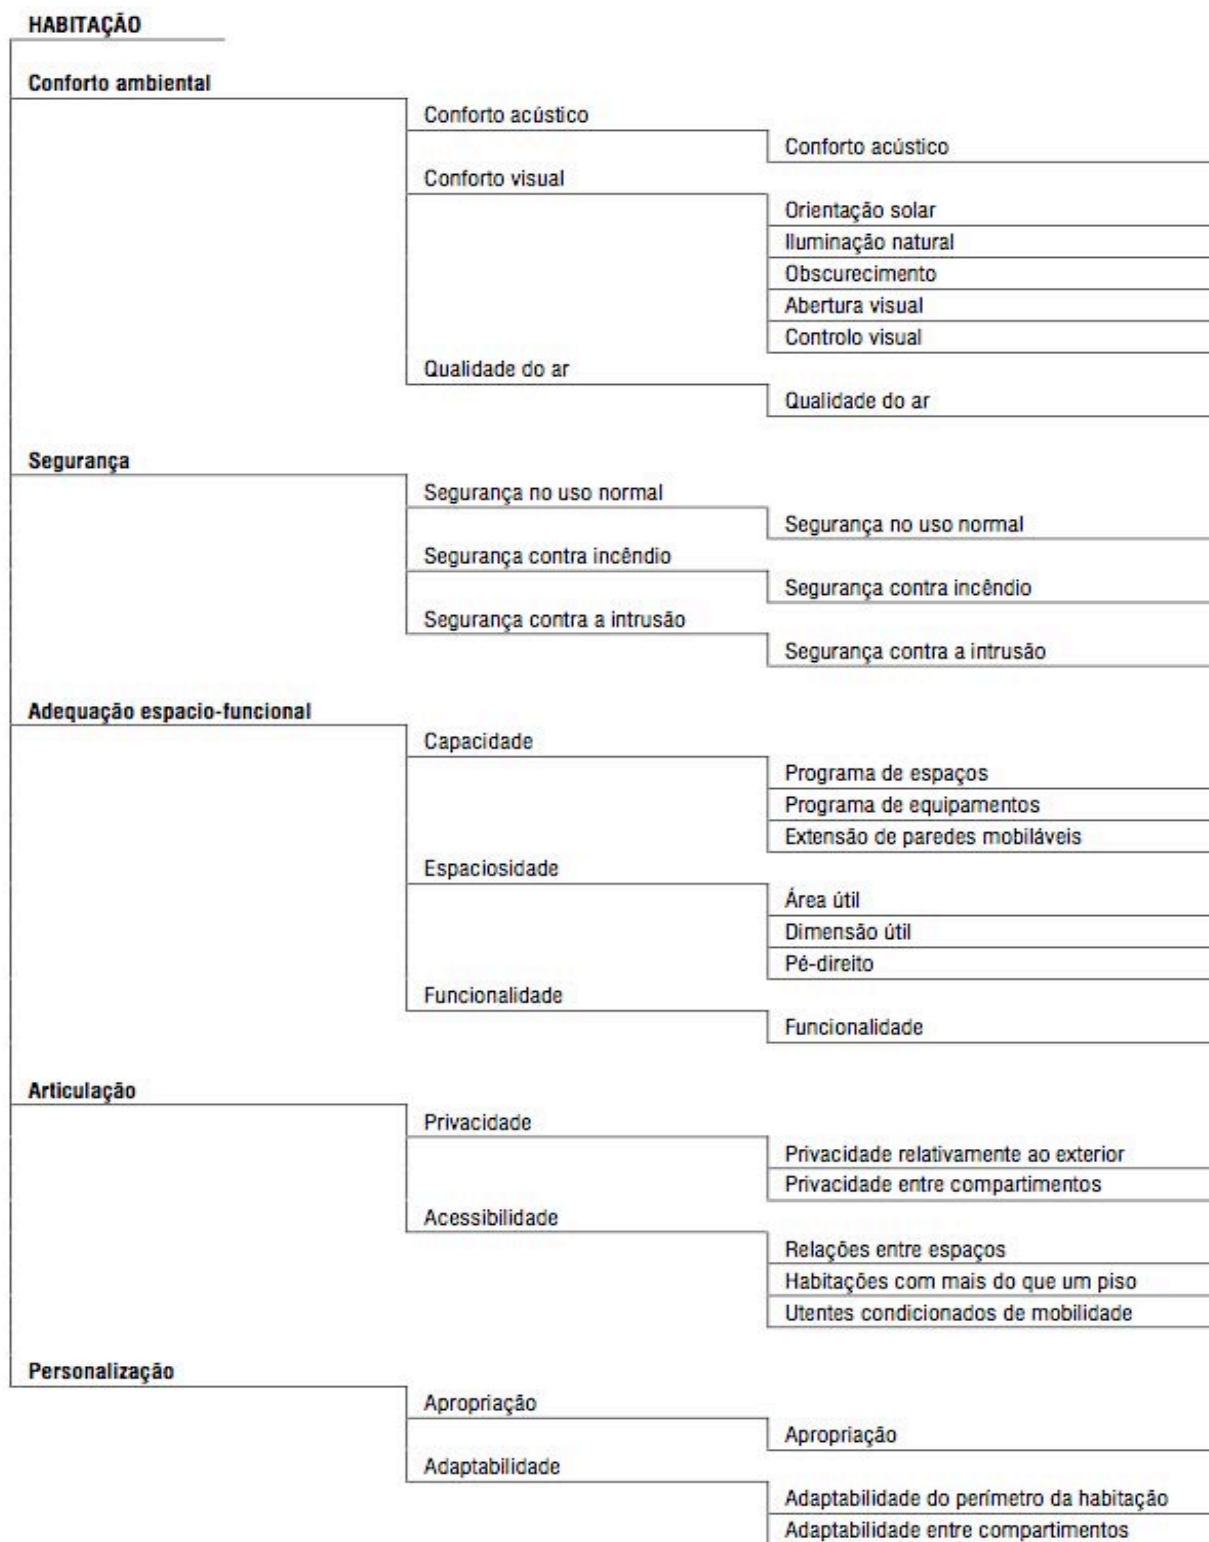 HABITAÇÃO
Conforto ambiental
Conforto acústico
Conforto acústico
Conforto visual
Orientação solar
Iluminação natural
Obscurecimento
Abertura visual
Controlo visual
Qualidade do ar
Qualidade do ar
Segurança
Segurança no uso normal
Segurança no uso normal
Segurança contra incêndio
Segurança contra incêndio
Segurança contra a intrusão
Segurança contra a intrusão
Adequação espacio-funcional
Capacidade
Programa de espaços
Programa de equipamentos
Extensão de paredes mobiláveis
Espaciosidade
Área útil
Dimensão útil
Pé-direito
Funcionalidade
Funcionalidade
Articulação
Privacidade
Privacidade relativamente ao exterior
Privacidade entre compartimentos
Acessibilidade
Relações entre espaços
Habitações com mais do que um piso
Utentes condicionados de mobilidade
Personalização
Apropriação
Apropriação
Adaptabilidade
Adaptabilidade do perímetro da habitação
Adaptabilidade entre compartimentos